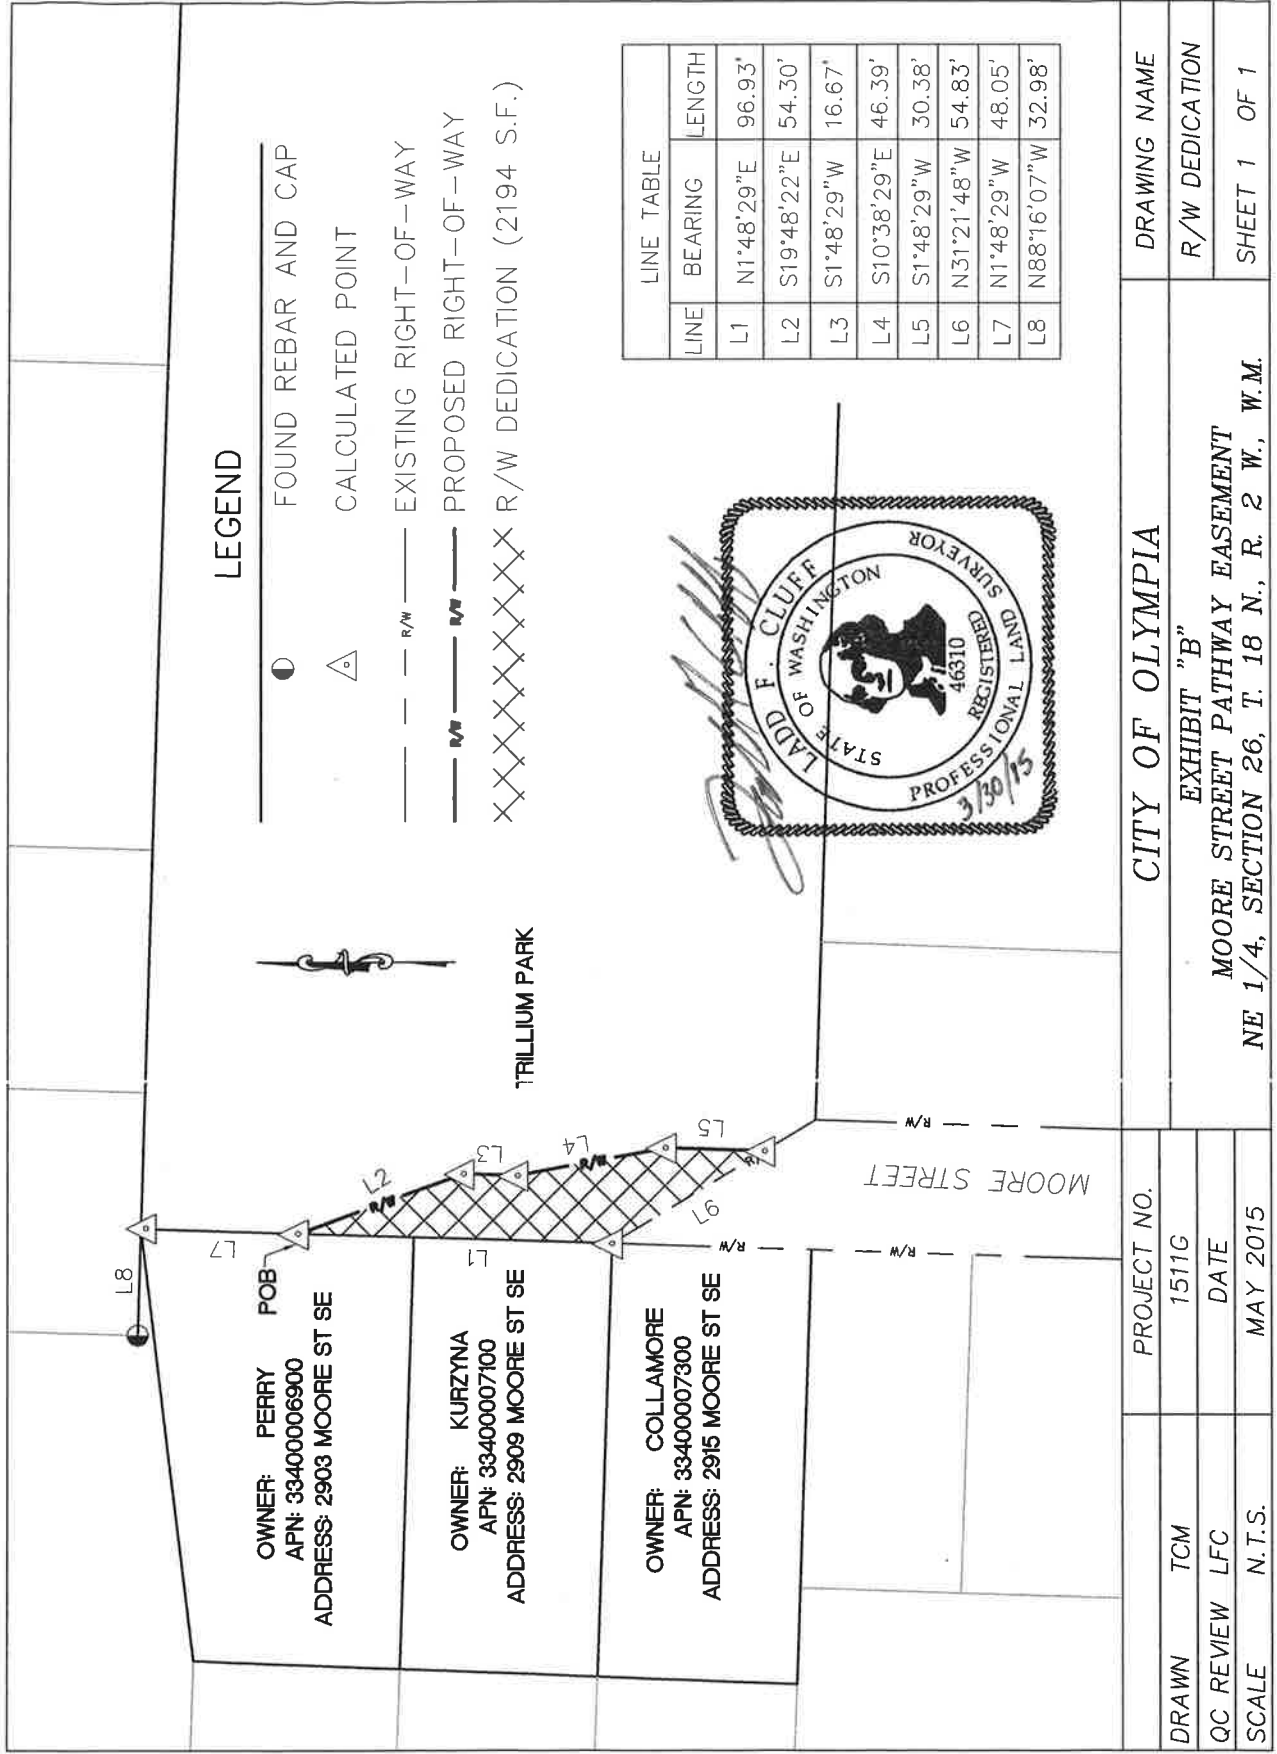 L8
L7
POB
L2
L3
L4
L5
L1
L6
R/W
R/W
R/W
R/W
R/W
R/W
OWNER: PERRY
APN: 33400006900
ADDRESS: 2903 MOORE ST SE
OWNER: KURZYNA
APN: 33400007100
ADDRESS: 2909 MOORE ST SE
OWNER: COLLAMORE
APN: 33400007300
ADDRESS: 2915 MOORE ST SE
MOORE STREET
TRILLIUM PARK
LEGEND
FOUND REBAR AND CAP
CALCULATED POINT
R/W EXISTING RIGHT-OF-WAY
R/W R/W PROPOSED RIGHT-OF-WAY
R/W DEDICATION (2194 S.F.)
LADD F. CLUFF
STATE OF WASHINGTON
46310
REGISTERED
PROFESSIONAL LAND SURVEYOR
3/30/15
LINE TABLE
LINE BEARING LENGTH
L1 N1°48'29"E 96.93'
L2 S19°48'22"E 54.30'
L3 S1°48'29"W 16.67'
L4 S10°38'29"E 46.39'
L5 S1°48'29"W 30.38'
L6 N31°21'48"W 54.83'
L7 N1°48'29"W 48.05'
L8 N88°16'07"W 32.98'
DRAWN TCM
QC REVIEW LFC
SCALE N.T.S.
PROJECT NO.
1511G
DATE
MAY 2015
CITY OF OLYMPIA
EXHIBIT "B"
MOORE STREET PATHWAY EASEMENT
NE 1/4, SECTION 26, T. 18 N., R. 2 W., W.M.
DRAWING NAME
R/W DEDICATION
SHEET 1 OF 1